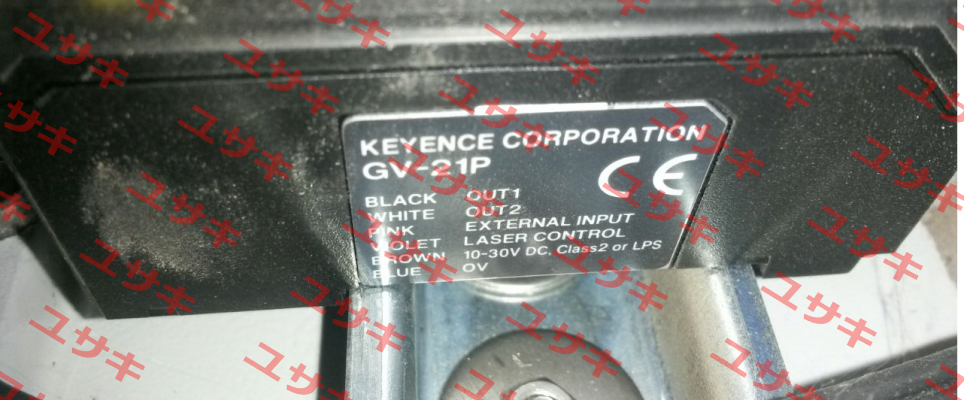 KEYENCE CORPORATION
GV-21P
CE
BLACK OUT1
WHITE OUT2
PINK EXTERNAL INPUT
VIOLET LASER CONTROL
BROWN 10-30V DC, Class2 or LPS
BLUE 0V
ユサキ